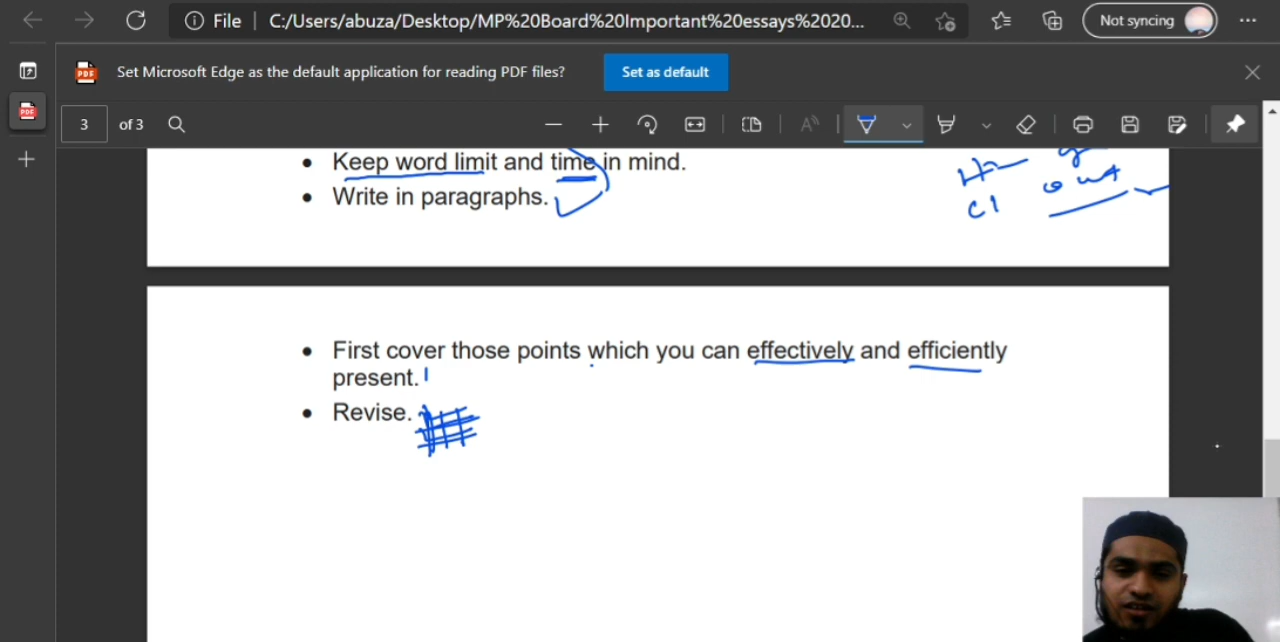 File C:/Users/abuza/Desktop/MP%20Board%20Important%20essays%2020... Not syncing
PDF Set Microsoft Edge as the default application for reading PDF files? Set as default
3 of 3
• Keep word limit and time in mind.
• Write in paragraphs.
out
• First cover those points which you can effectively and efficiently
present.
• Revise.